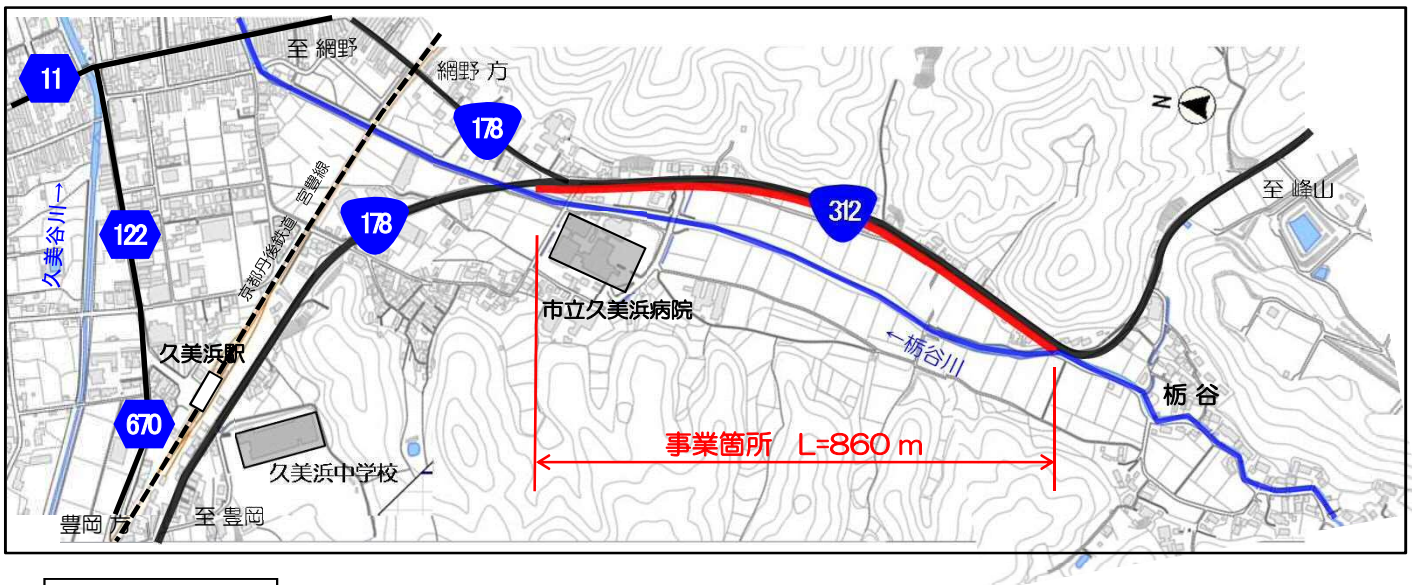 至 網野
11
網野 方
178
N
久美谷川→
122
京都丹後鉄道 宮豊線
178
312
至 峰山
市立久美浜病院
←栃谷川
久美浜駅
栃 谷
670
事業箇所 L=860 m
久美浜中学校
豊岡 方
至 豊岡